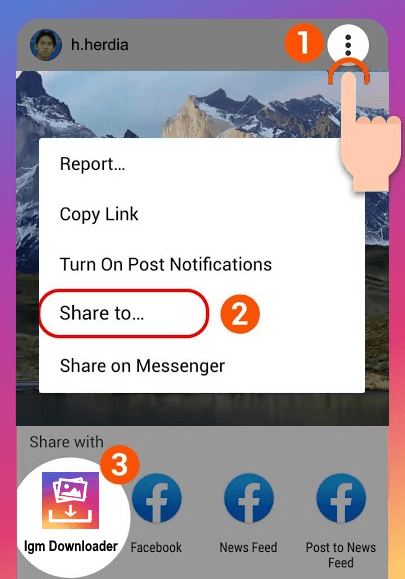 h.herdia
1
Report...
Copy Link
Turn On Post Notifications
Share to...
2
Share on Messenger
Share with
3
Igm Downloader
Facebook
News Feed
Post to News
Feed